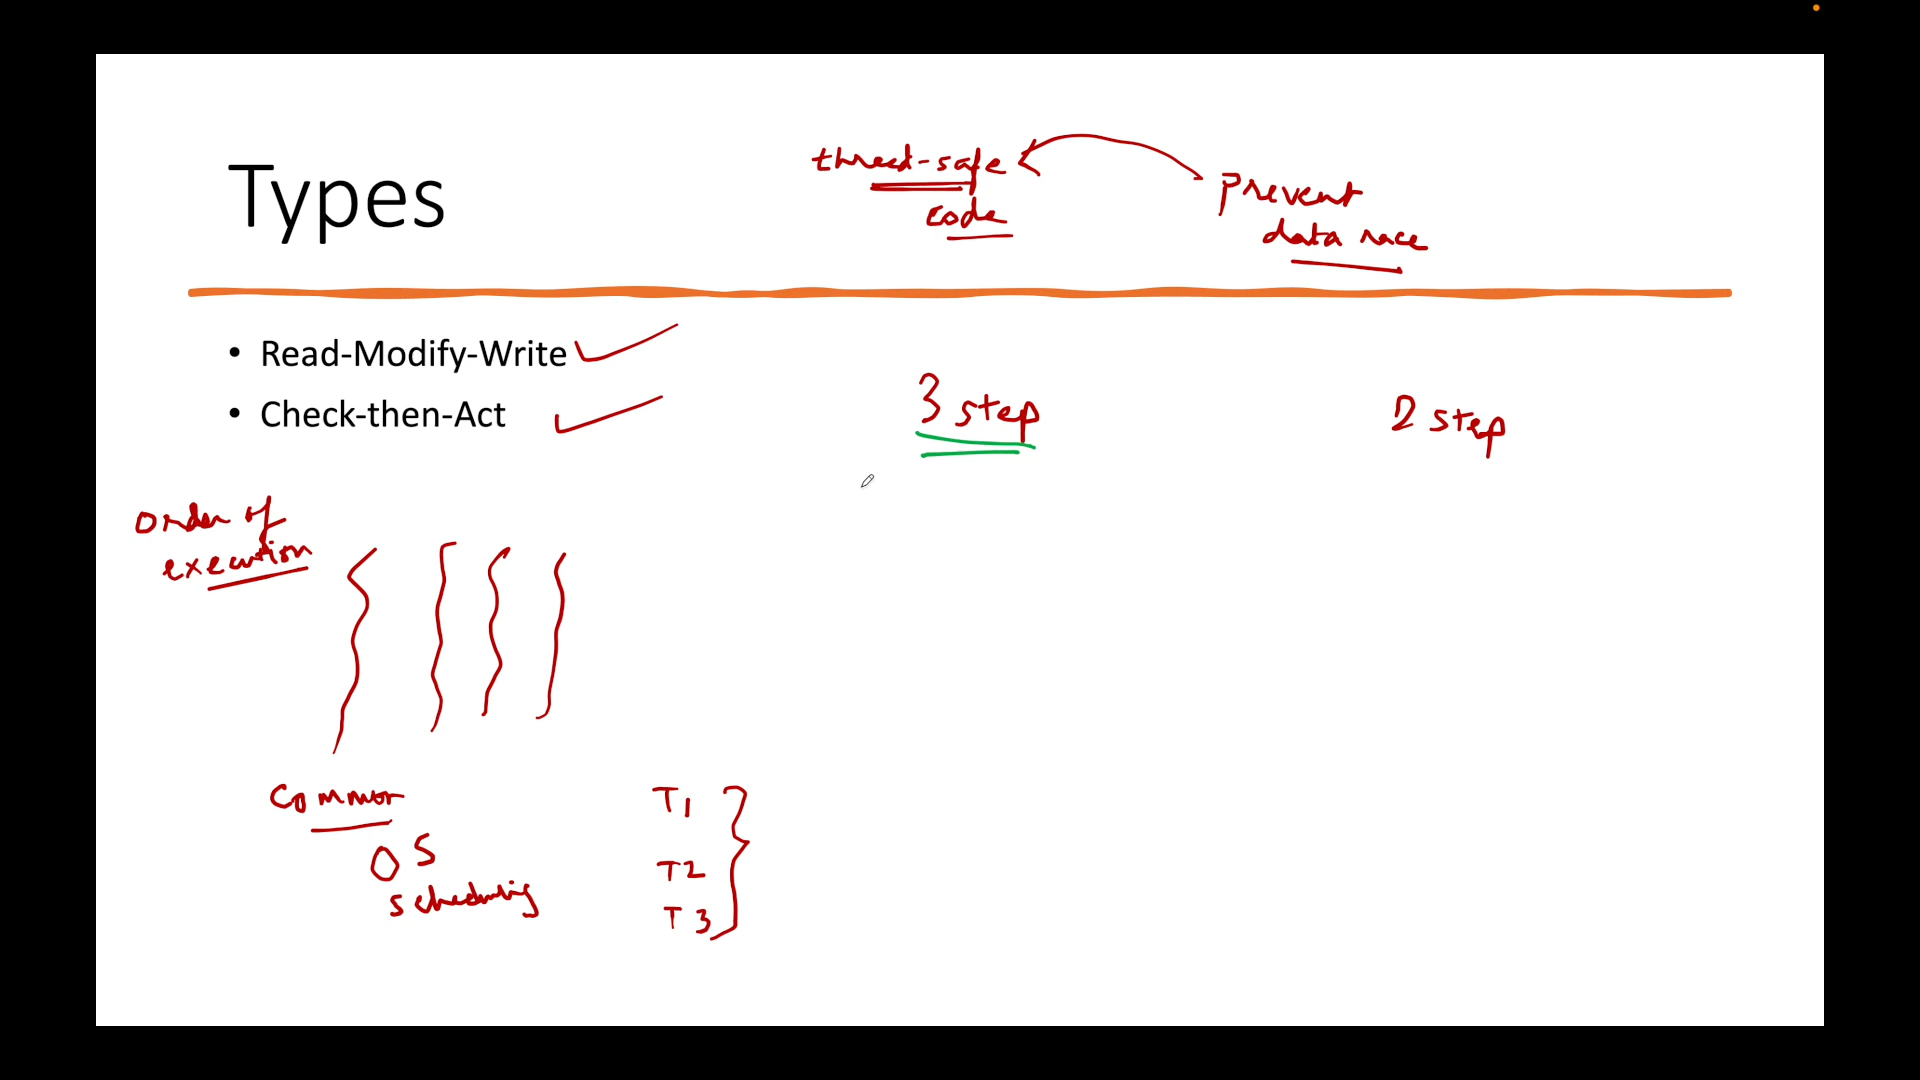 Types
thread-safe
code
prevent
data race
• Read-Modify-Write
• Check-then-Act
3 step
2 step
order of
execution
common
OS
scheduling
T1
T2
T3